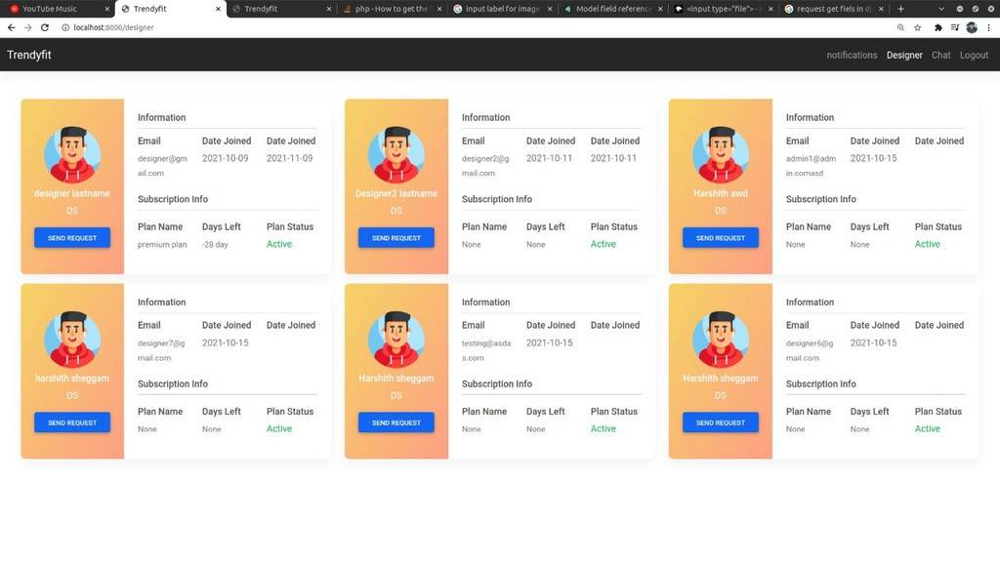 YouTube Music
Trendyfit
Trendyfit
php - How to get the
input label for image
Model field reference
<input type="file"> - H
request get fiels in dj
localhost:8000/designer
Trendyfit
notifications Designer Chat Logout
designer lastname
DS
SEND REQUEST
Information
Email Date Joined Date Joined
designer@gm 2021-10-09 2021-11-09
ail.com
Subscription Info
Plan Name Days Left Plan Status
premium plan -28 day Active
Designer2 lastname
DS
SEND REQUEST
Information
Email Date Joined Date Joined
designer2@g 2021-10-11 2021-10-11
mail.com
Subscription Info
Plan Name Days Left Plan Status
None None Active
Harshith awd
DS
SEND REQUEST
Information
Email Date Joined Date Joined
admin1@adm 2021-10-15
in.comasd
Subscription Info
Plan Name Days Left Plan Status
None None Active
harshith sheggam
DS
SEND REQUEST
Information
Email Date Joined Date Joined
designer7@g 2021-10-15
mail.com
Subscription Info
Plan Name Days Left Plan Status
None None Active
Harshith sheggam
DS
SEND REQUEST
Information
Email Date Joined Date Joined
testing@asda 2021-10-15
s.com
Subscription Info
Plan Name Days Left Plan Status
None None Active
Harshith sheggam
DS
SEND REQUEST
Information
Email Date Joined Date Joined
designer6@g 2021-10-15
mail.com
Subscription Info
Plan Name Days Left Plan Status
None None Active